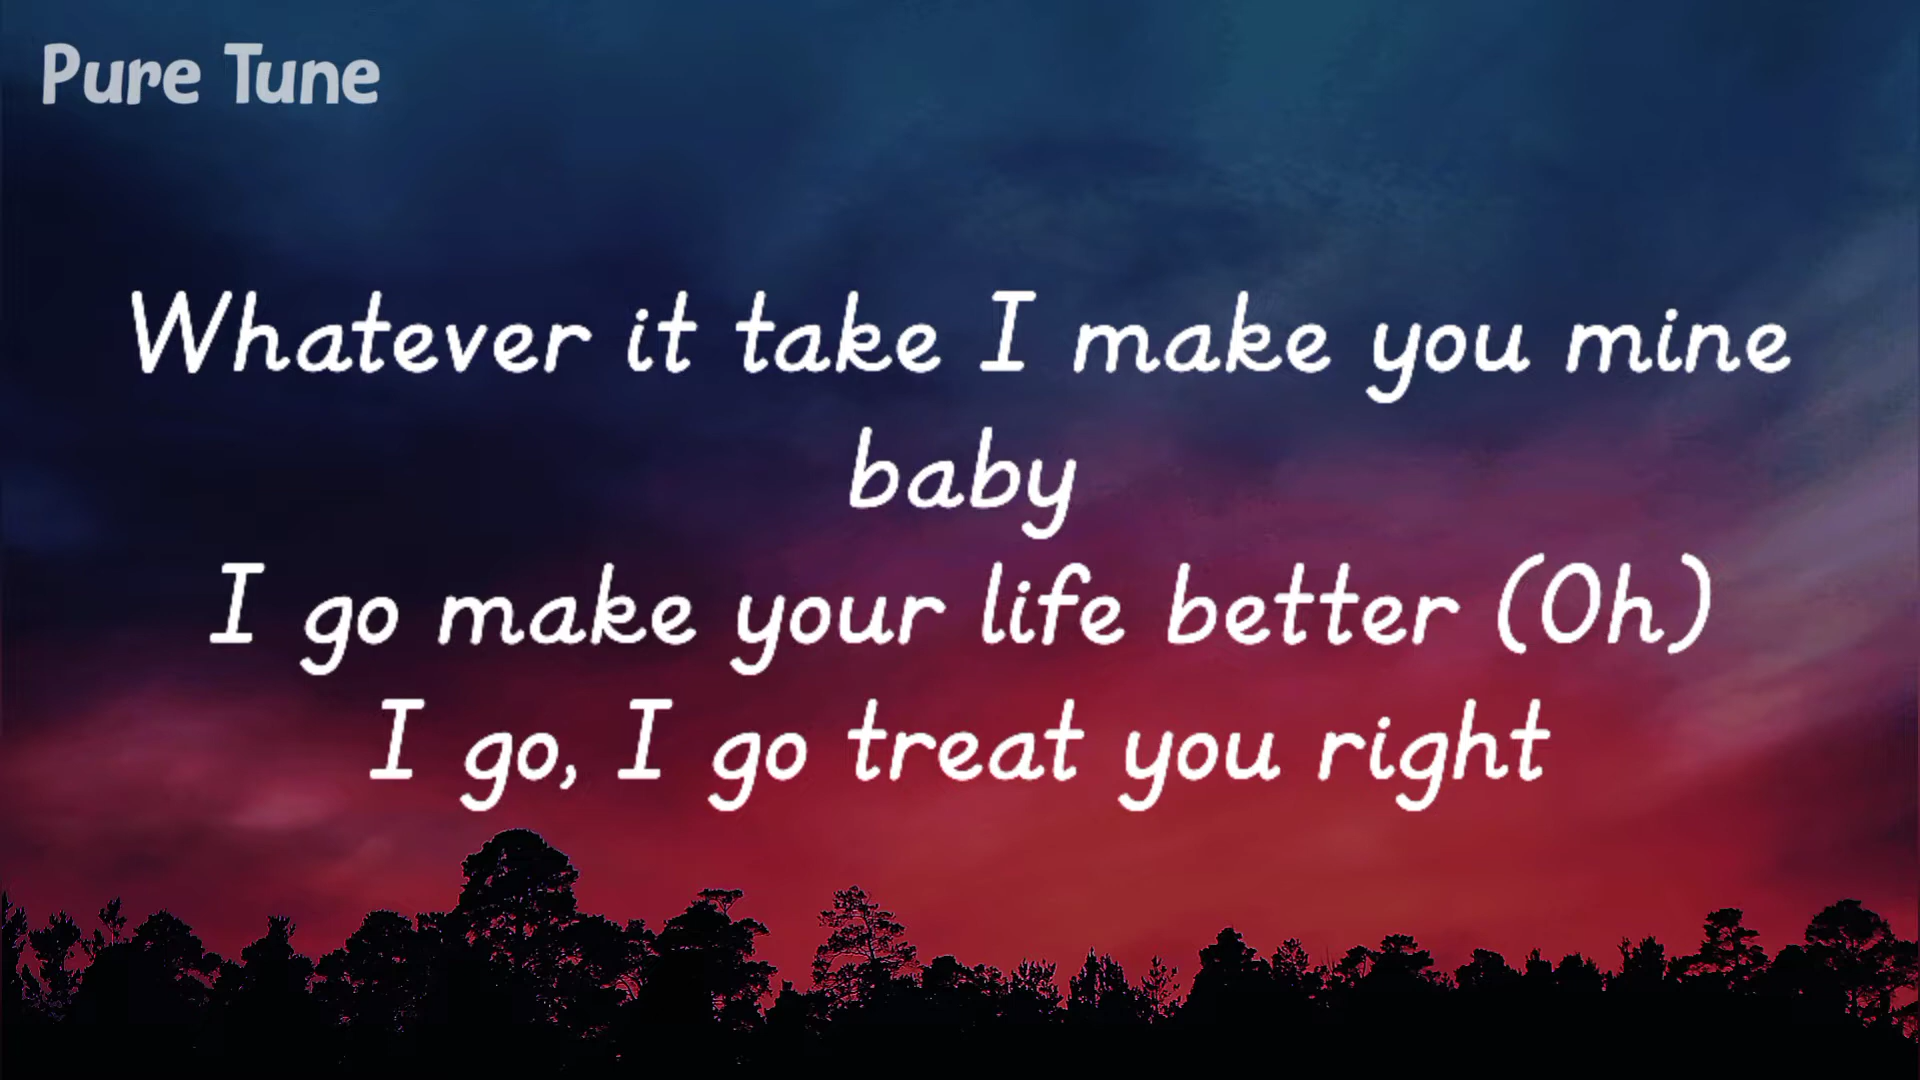 Pure Tune
Whatever it take I make you mine
baby
I go make your life better (Oh)
I go, I go treat you right